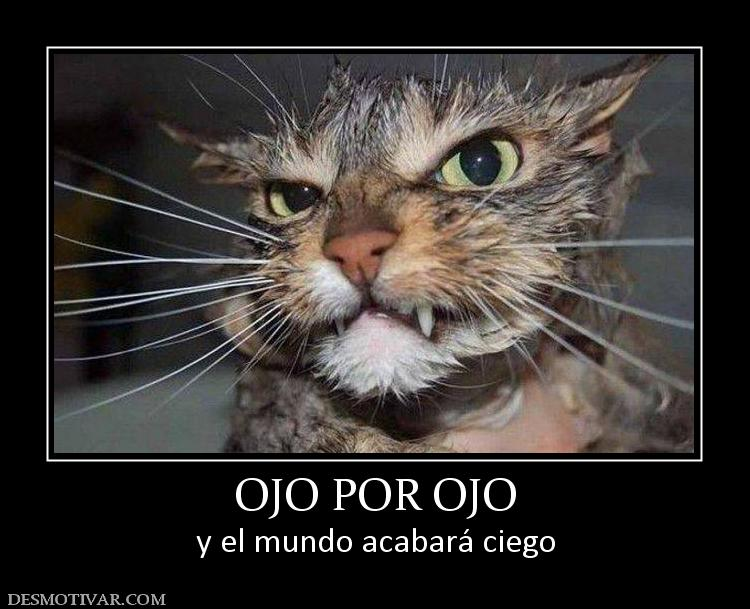 OJO POR OJO
y el mundo acabará ciego
DESMOTIVAR.COM